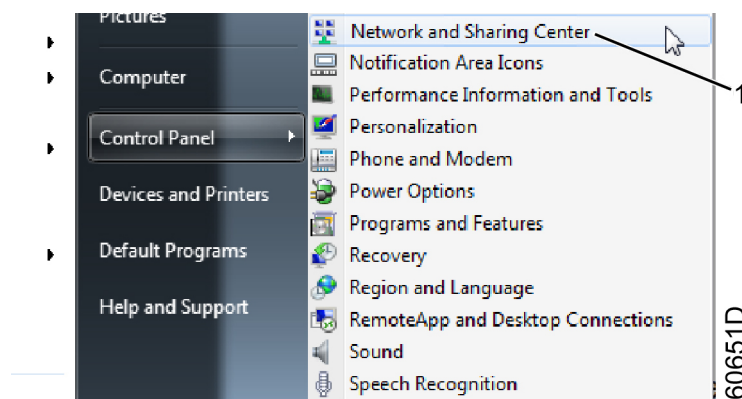 Pictures
Computer
Control Panel
Devices and Printers
Default Programs
Help and Support
Network and Sharing Center
Notification Area Icons
Performance Information and Tools
Personalization
Phone and Modem
Power Options
Programs and Features
Recovery
Region and Language
RemoteApp and Desktop Connections
Sound
Speech Recognition
1
60651D